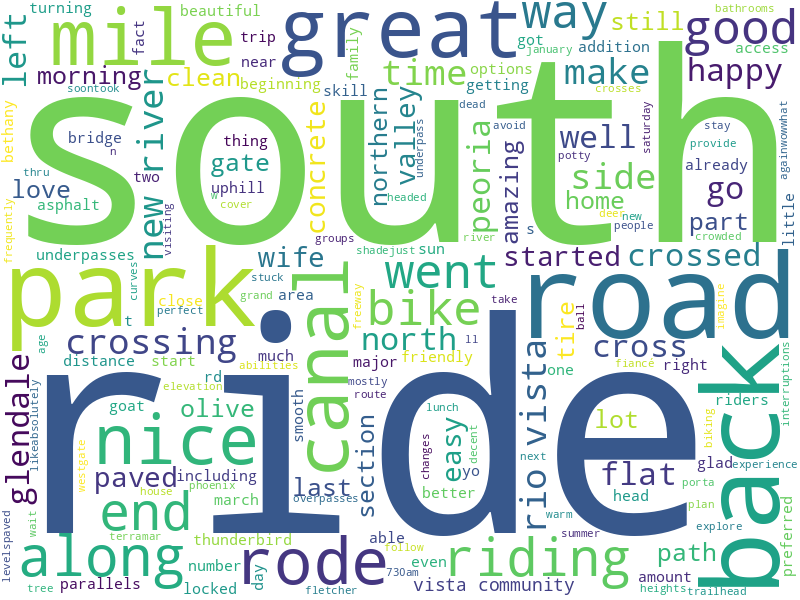 turning
beautiful
mile
great
way
still
good
left
fact
trip
family
got
january
addition
bathrooms
access
morning
near
time
options
make
happy
soontook
clean
beginning
skill
getting
crosses
south
bethany
new river
bridge
n
thing
gate
concrete
northern
valley
underpass
peoria
dead
avoid
amazing
well
saturday
stay
provide
againwowwhat
thru
two
uphill
w
cover
love
asphalt
visiting
headed
potty
side
home
already
go
deer
new
people
part
crowded
little
frequently
groups
river
s
underpasses
wife
shadejust
sun
went
started
crossed
park
curves
t
close
perfect
stuck
grand
area
canal
freeway
bike
take
ball
road
tire
imagine
crossing
age
much
north
ll
cross
distance
start
rd
abilities
major
friendly
one
fiancé
right
interruptions
elevation
mostly
route
glendale
likeabsolutely
goat
olive
smooth
ride
lunch
rio vista
lot
biking
riders
back
nice
section
changes
easy
decent
westgate
paved
including
last
yo
next
flat
glad
experience
house
phoenix
march
overpasses
better
head
porta
plan
preferred
end
wait
warm
explore
levelspaved
terramar
thunderbird
able
summer
along
number
day
rode
follow
even
riding
path
tree
parallels
locked
fletcher
730am
vista community
amount
heights
trailhead